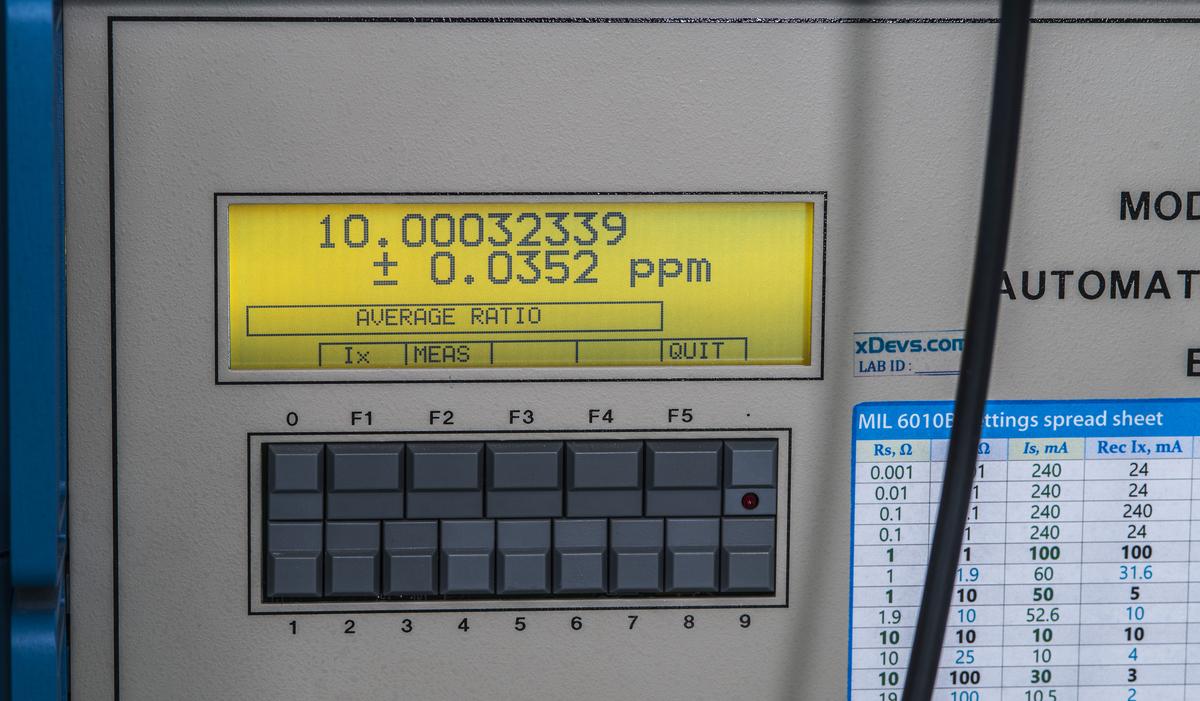 10.00032339
± 0.0352 ppm
AVERAGE RATIO
Ix MEAS QUIT
0 F1 F2 F3 F4 F5 .
1 2 3 4 5 6 7 8 9
xDevs.com
LAB ID:
MIL 6010B spread sheet
Rs, Ω Ω Is, mA Rec Ix, mA
0.001 240 24
0.01 240 24
0.1 240 240
0.1 1 240 24
1 1 100 100
1 1.9 60 31.6
1 10 50 5
1.9 10 52.6 10
10 10 10 10
10 25 10 4
10 100 30 3
19 100 10.5 2